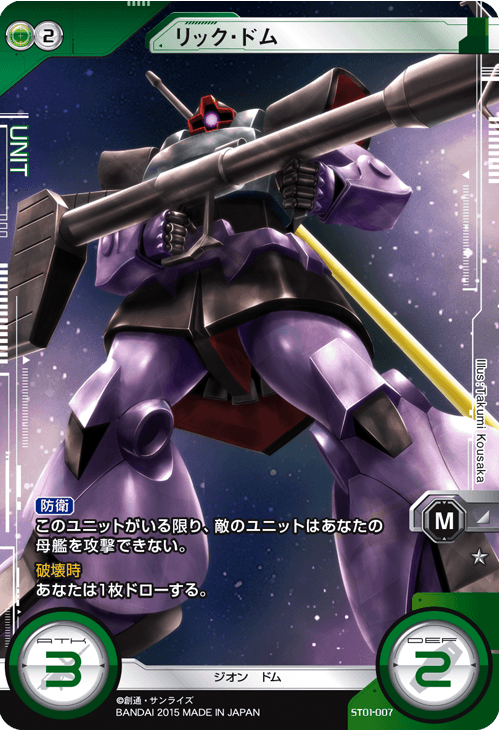 2
リック・ドム
UNIT
Illus:Takumi Kousaka
防衛
このユニットがいる限り、敵のユニットはあなたの
母艦を攻撃できない。
破壊時
あなたは1枚ドローする。
M
ATK
3
DEF
2
ジオン ドム
©創通・サンライズ
BANDAI 2015 MADE IN JAPAN
ST01-007